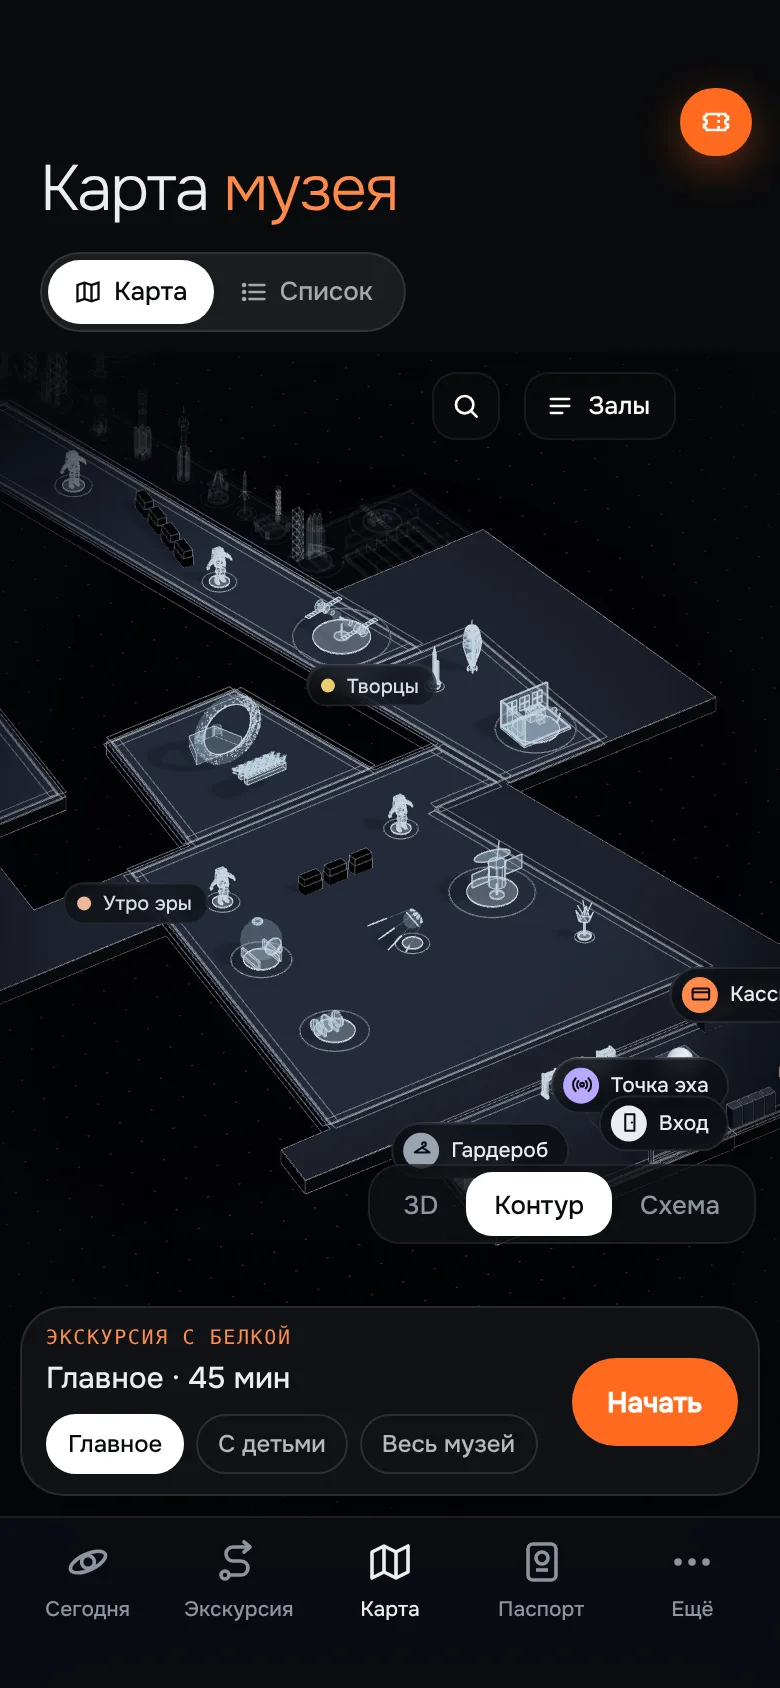 Карта музея
Карта
Список
Залы
Творцы
Утро эры
Точка эха
Вход
Гардероб
3D
Контур
Схема
ЭКСКУРСИЯ С БЕЛКОЙ
Главное · 45 мин
Главное
С детьми
Весь музей
Начать
Сегодня
Экскурсия
Карта
Паспорт
Ещё